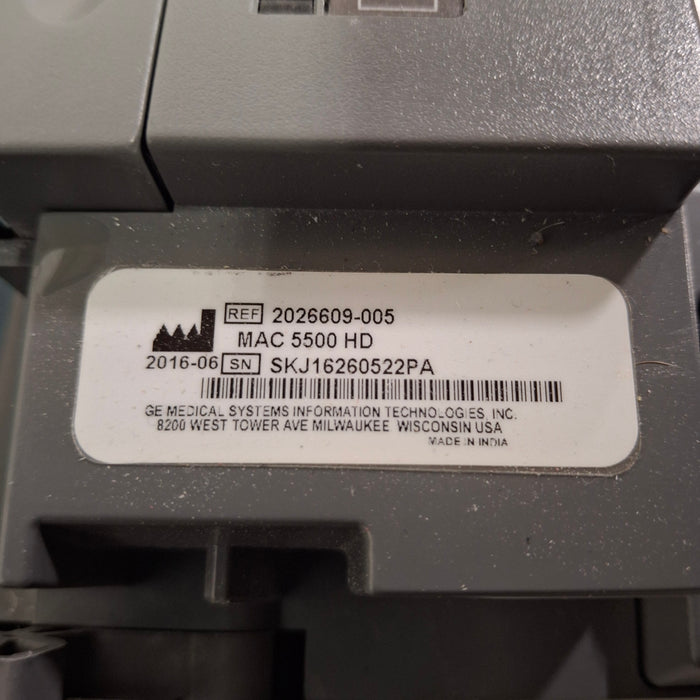 REF 2026609-005
MAC 5500 HD
2016-06 SN SKJ16260522PA
GE MEDICAL SYSTEMS INFORMATION TECHNOLOGIES, INC.
8200 WEST TOWER AVE MILWAUKEE WISCONSIN USA
MADE IN INDIA